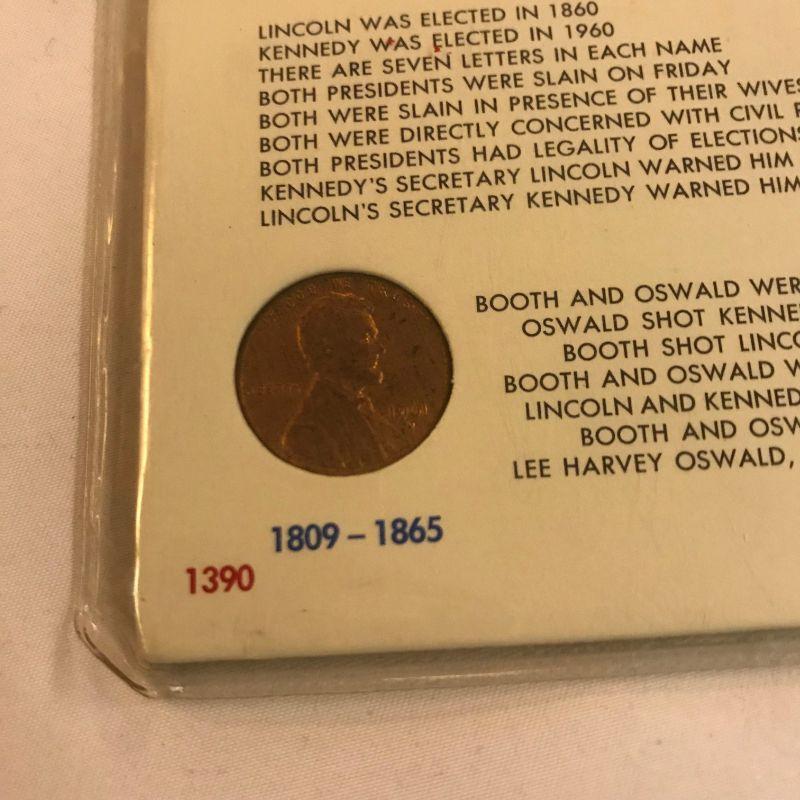 LINCOLN WAS ELECTED IN 1860
KENNEDY WAS ELECTED IN 1960
THERE ARE SEVEN LETTERS IN EACH NAME
BOTH PRESIDENTS WERE SLAIN ON FRIDAY
BOTH WERE SLAIN IN PRESENCE OF THEIR WIVES
BOTH WERE DIRECTLY CONCERNED WITH CIVIL
BOTH PRESIDENTS HAD LEGALITY OF ELECTIONS
KENNEDY'S SECRETARY LINCOLN WARNED HIM
LINCOLN'S SECRETARY KENNEDY WARNED HIM
BOOTH AND OSWALD WER
OSWALD SHOT KENNE
BOOTH SHOT LINCO
BOOTH AND OSWALD W
LINCOLN AND KENNED
BOOTH AND OSW
LEE HARVEY OSWALD,
LIBERTY
1809 – 1865
1390